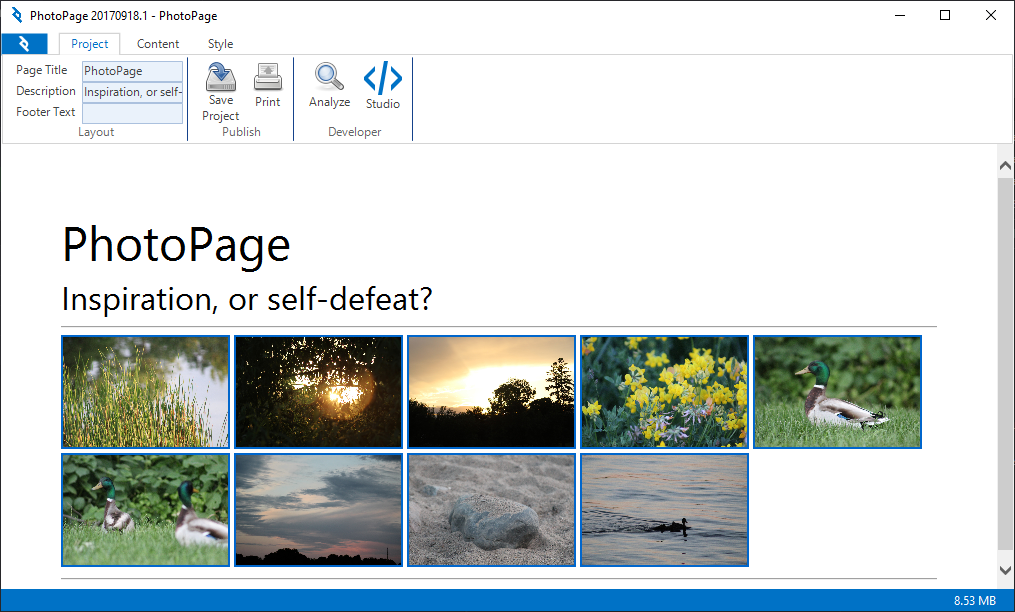 PhotoPage 20170918.1 - PhotoPage
Project Content Style
Page Title PhotoPage
Description Inspiration, or self-
Footer Text
Layout
Save Project
Print
Publish
Analyze
Studio
Developer
PhotoPage
Inspiration, or self-defeat?
8.53 MB